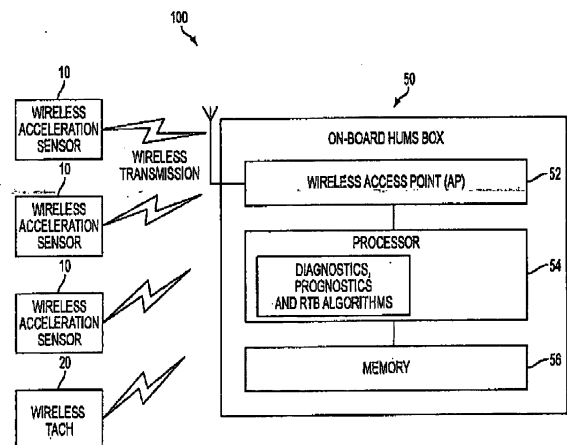 100
10
WIRELESS
ACCELERATION
SENSOR
WIRELESS
TRANSMISSION
10
WIRELESS
ACCELERATION
SENSOR
10
WIRELESS
ACCELERATION
SENSOR
20
WIRELESS
TACH
50
ON-BOARD HUMS BOX
WIRELESS ACCESS POINT (AP)
52
PROCESSOR
DIAGNOSTICS,
PROGNOSTICS
AND RTB ALGORITHMS
54
MEMORY
56